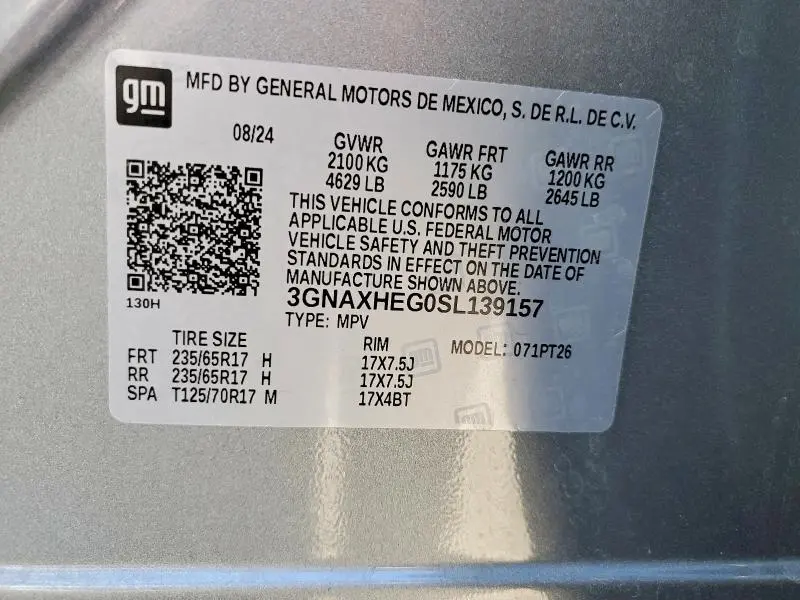 gm
MFD BY GENERAL MOTORS DE MEXICO, S. DE R.L. DE C.V.
08/24
GVWR GAWR FRT GAWR RR
2100 KG 1175 KG 1200 KG
4629 LB 2590 LB 2645 LB
THIS VEHICLE CONFORMS TO ALL
APPLICABLE U.S. FEDERAL MOTOR
VEHICLE SAFETY AND THEFT PREVENTION
STANDARDS IN EFFECT ON THE DATE OF
MANUFACTURE SHOWN ABOVE.
130H
3GNAXHEG0SL139157
TYPE: MPV
TIRE SIZE RIM MODEL: 071PT26
FRT 235/65R17 H 17X7.5J
RR 235/65R17 H 17X7.5J
SPA T125/70R17 M 17X4BT